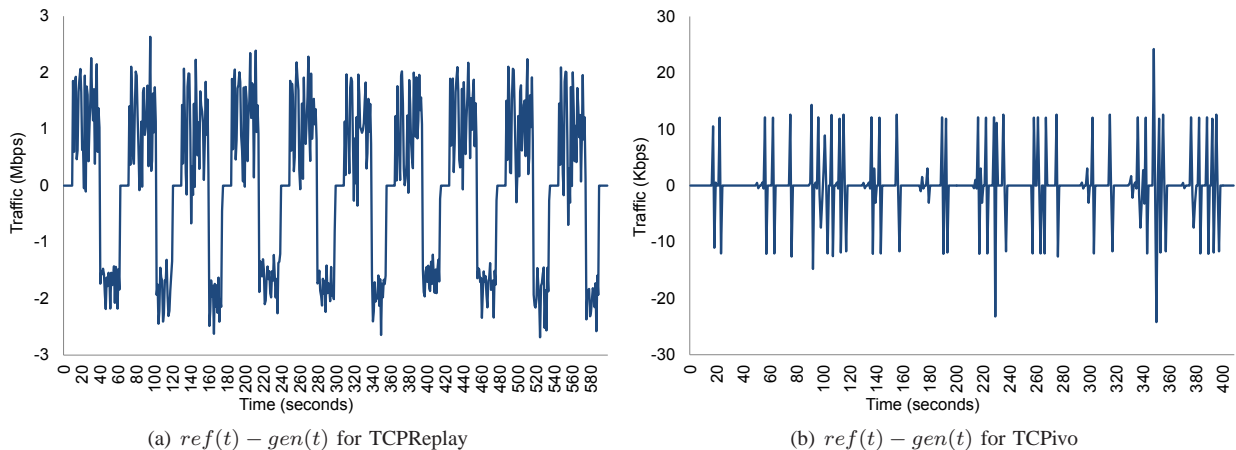 3
2
1
0
-1
-2
-3
Traffic (Mbps)
0 20 40 60 80 100 120 140 160 180 200 220 240 260 280 300 320 340 360 380 400 420 440 460 480 500 520 540 560 580
Time (seconds)
(a) ref(t) − gen(t) for TCPReplay
30
20
10
0
-10
-20
-30
Traffic (Kbps)
0 20 40 60 80 100 120 140 160 180 200 220 240 260 280 300 320 340 360 380 400
Time (seconds)
(b) ref(t) − gen(t) for TCPivo